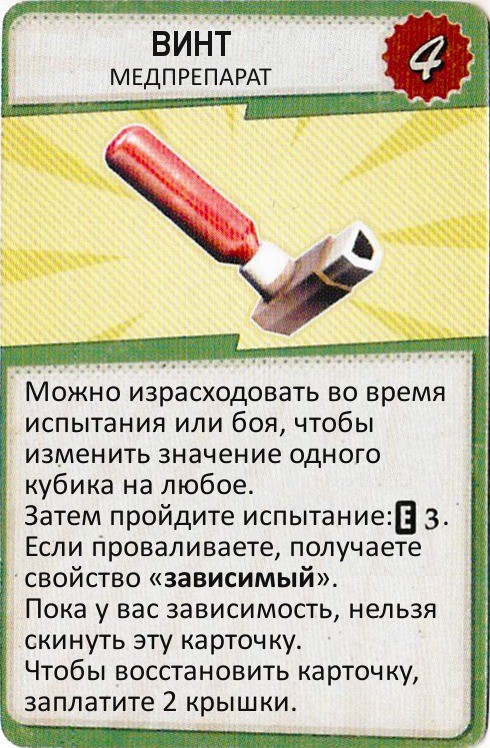 ВИНТ
МЕДПРЕПАРАТ
4
Можно израсходовать во время
испытания или боя, чтобы
изменить значение одного
кубика на любое.
Затем пройдите испытание: E 3.
Если проваливаете, получаете
свойство «зависимый».
Пока у вас зависимость, нельзя
скинуть эту карточку.
Чтобы восстановить карточку,
заплатите 2 крышки.